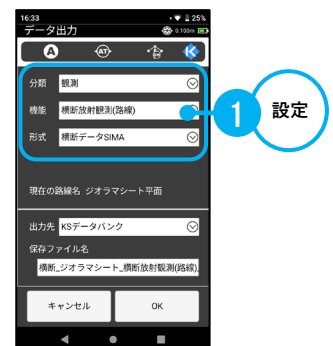 16:33 25%
データ出力 0.100m
A AT
分類 観測
機能 横断放射観測(路線)
形式 横断データSIMA
現在の路線名 ジオラマシート平面
出力先 KSデータバンク
保存ファイル名
横断_ジオラマシート_横断放射観測(路線)_
キャンセル OK
1 設定